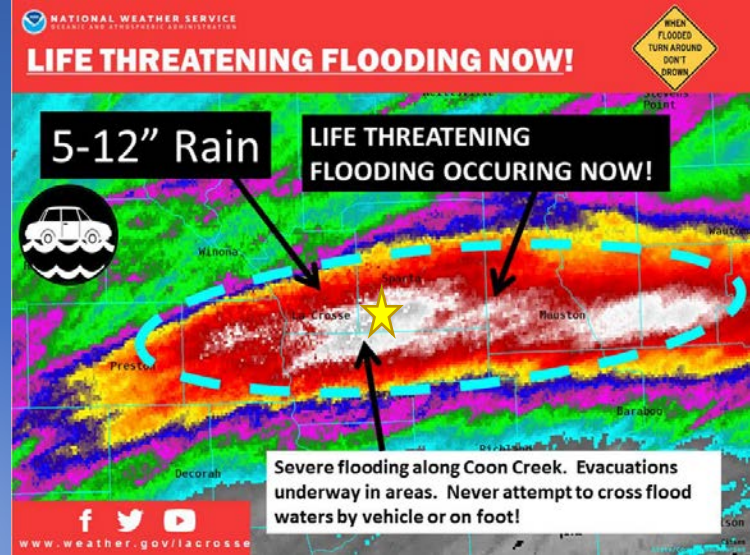 NATIONAL WEATHER SERVICE
OCEANIC AND ATMOSPHERIC ADMINISTRATION
LIFE THREATENING FLOODING NOW!
WHEN
FLOODED
TURN AROUND
DON'T
DROWN
Stevens
Point
5-12” Rain
LIFE THREATENING
FLOODING OCCURING NOW!
Wautom
Winona
Sparta
La Crosse
Mauston
Preston
Baraboo
Richland
Decorah
Severe flooding along Coon Creek. Evacuations
underway in areas. Never attempt to cross flood
waters by vehicle or on foot!
f
www.weather.gov/lacrosse